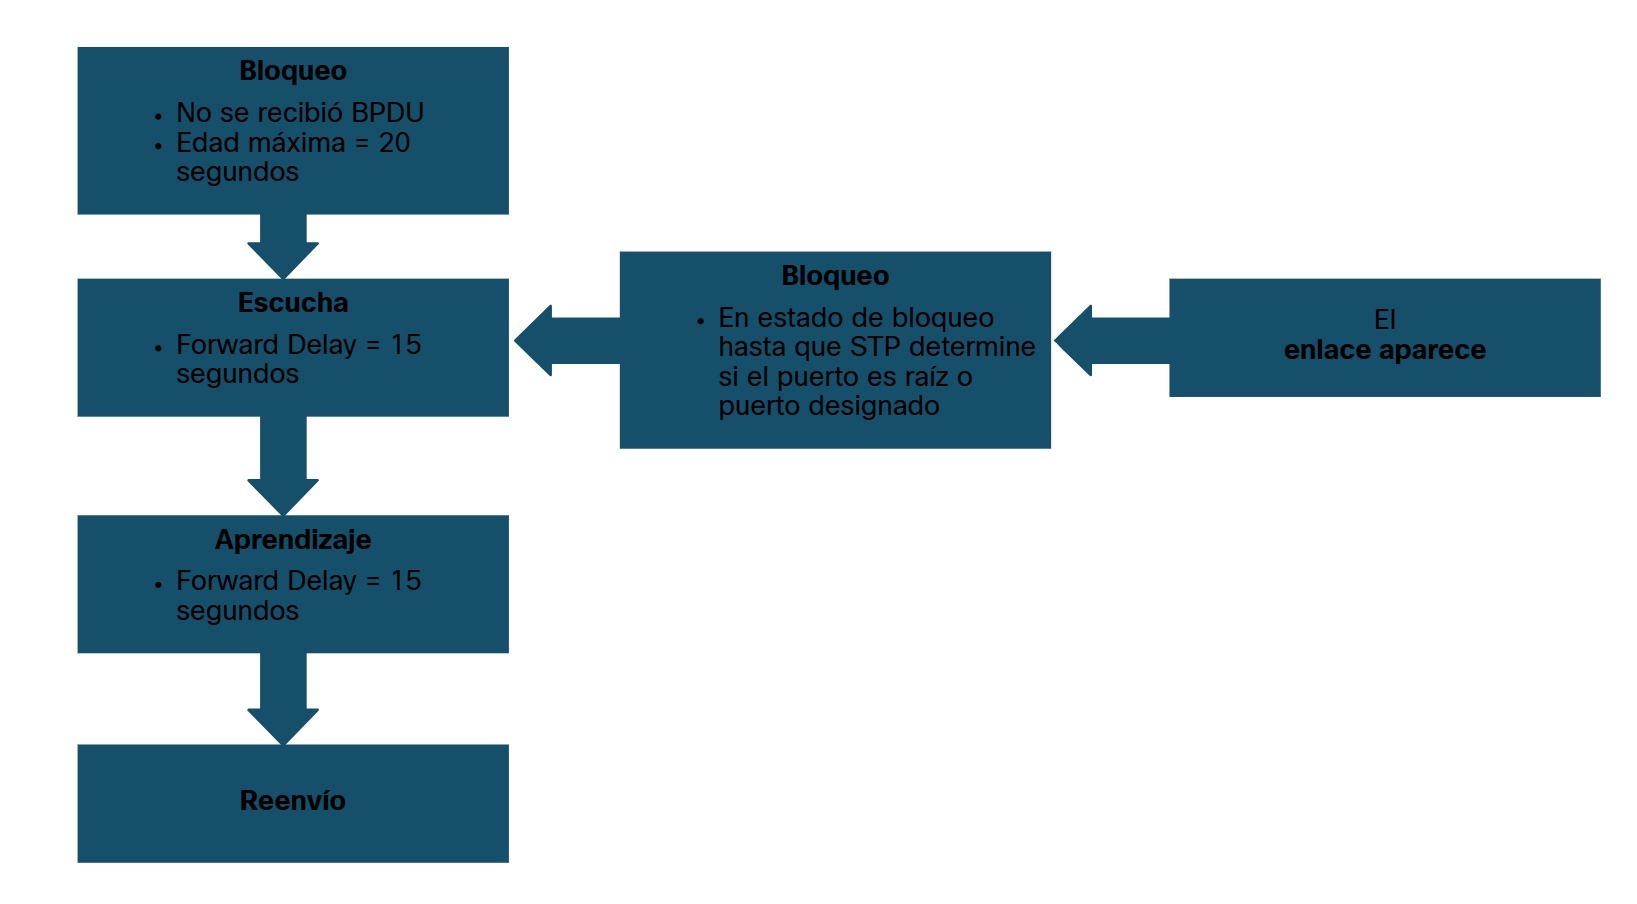 Bloqueo
• No se recibió BPDU
• Edad máxima = 20
segundos
Escucha
• Forward Delay = 15
segundos
Bloqueo
• En estado de bloqueo
hasta que STP determine
si el puerto es raíz o
puerto designado
El
enlace aparece
Aprendizaje
• Forward Delay = 15
segundos
Reenvío